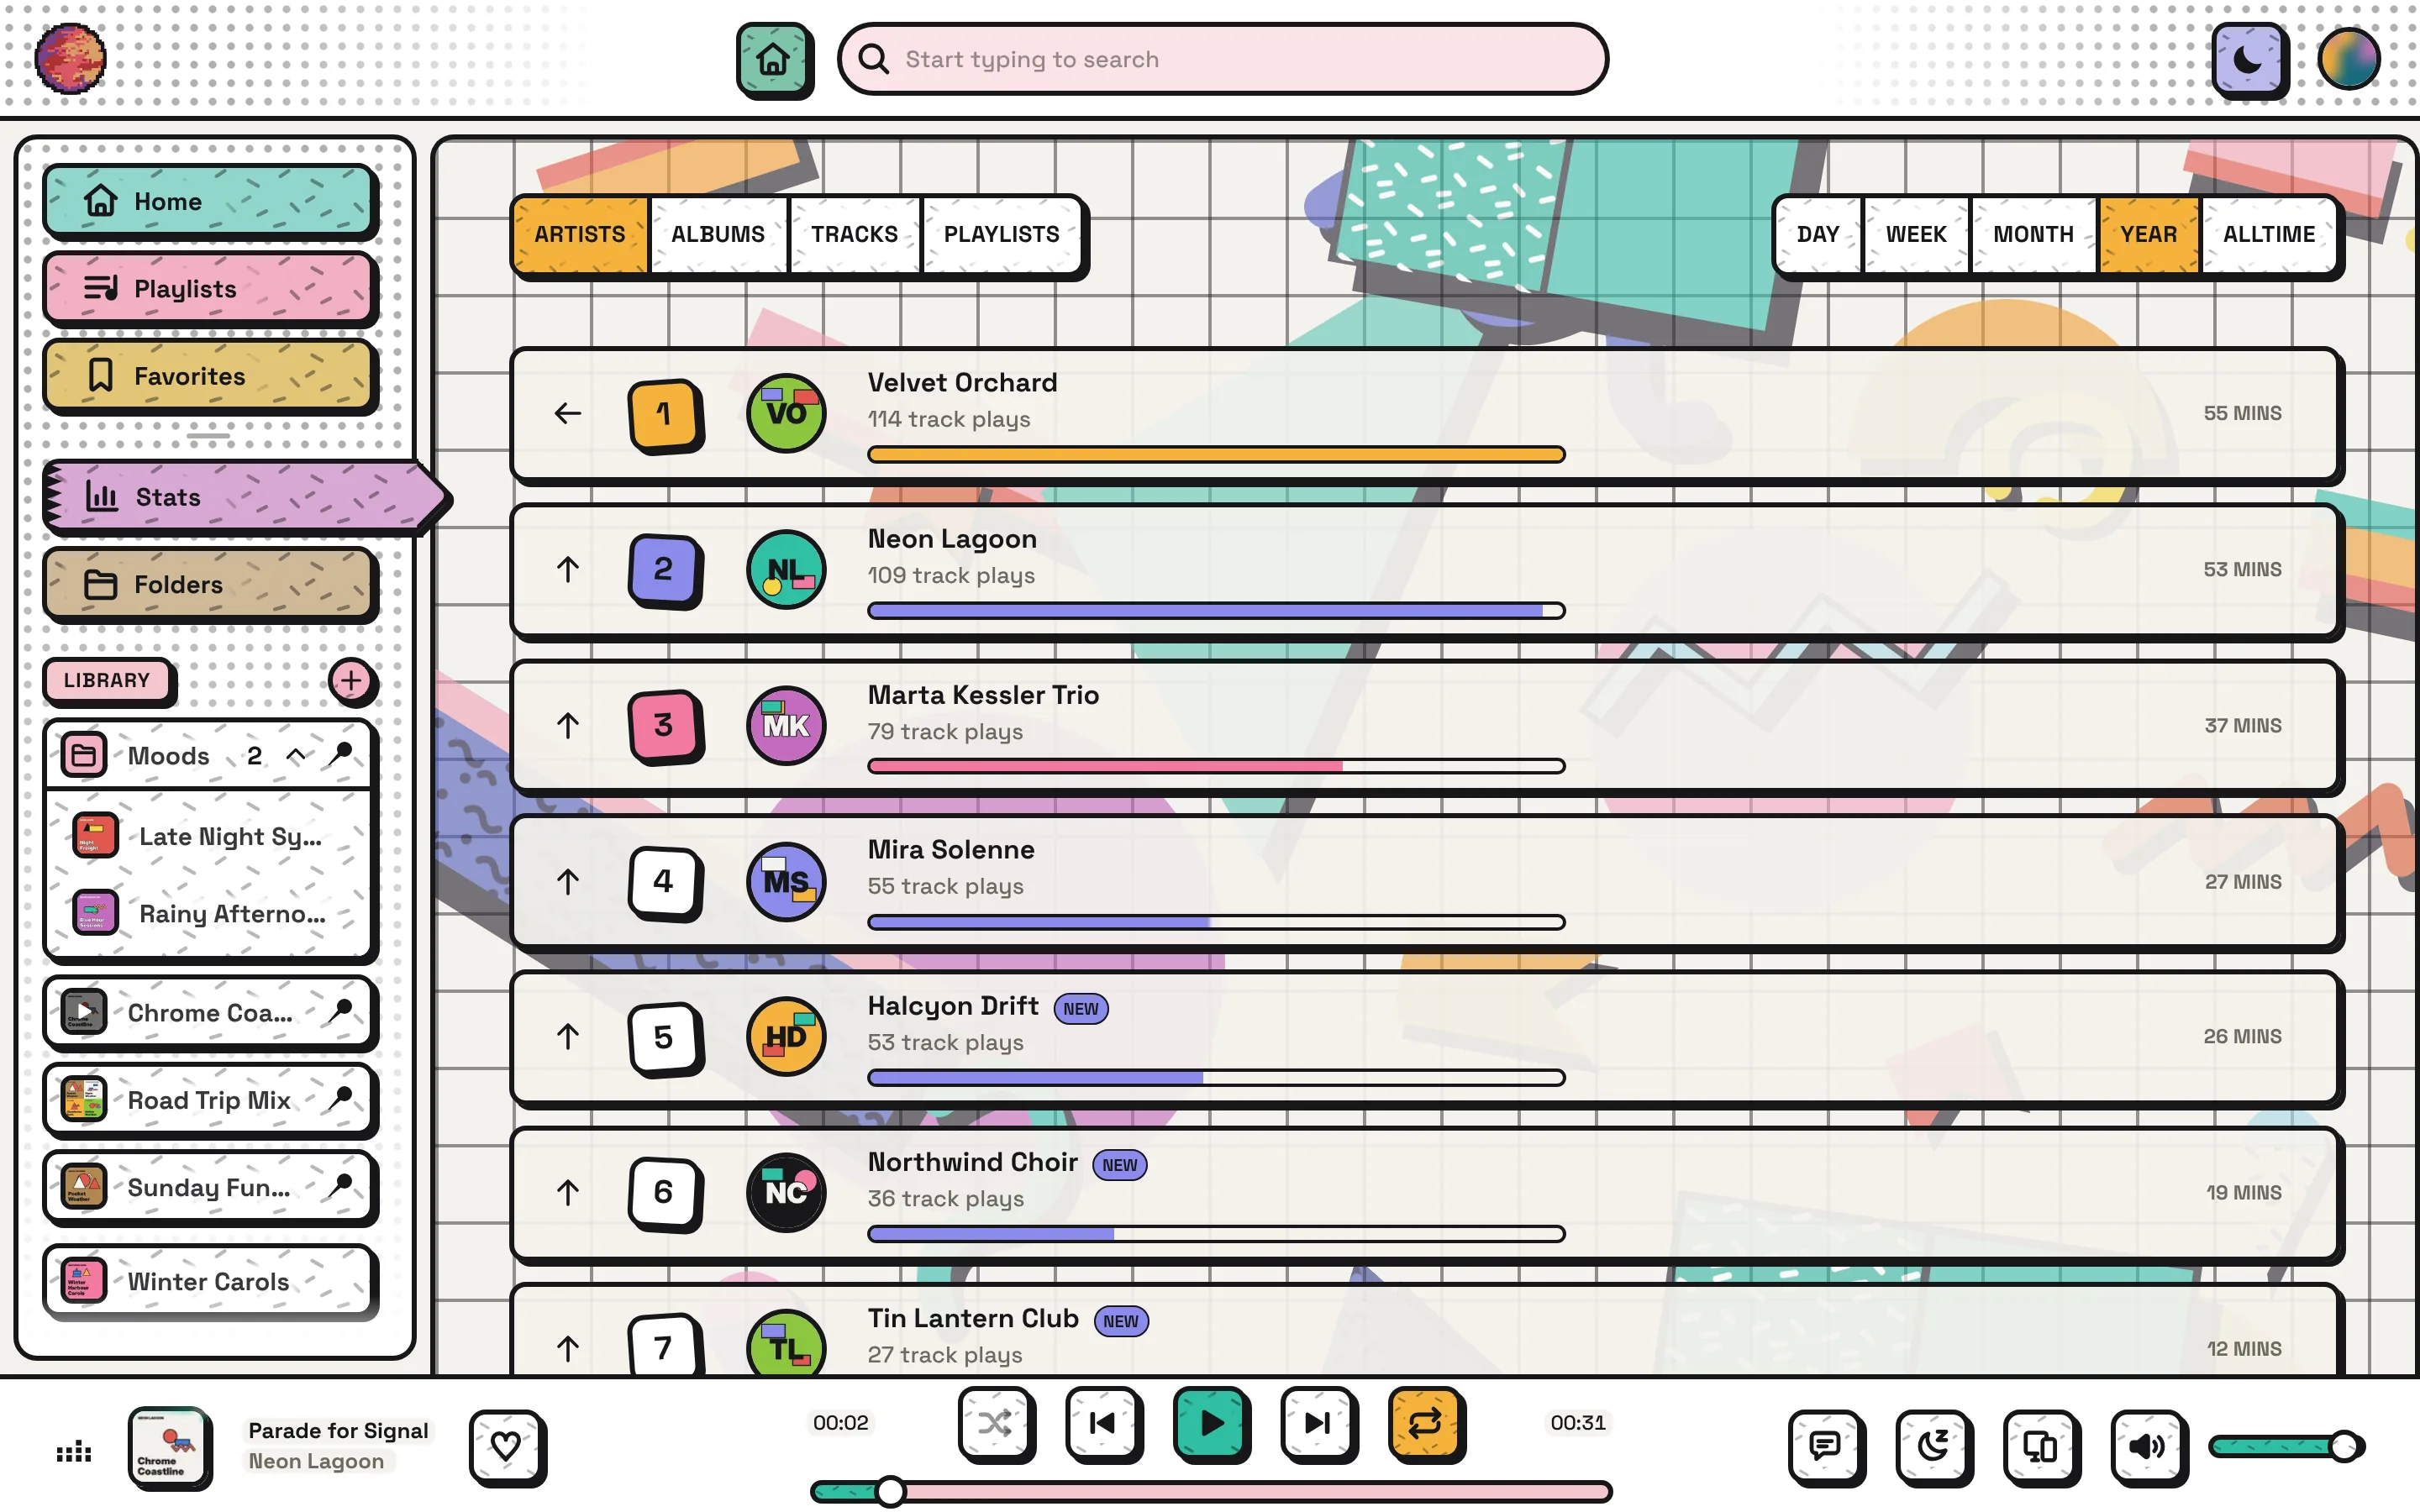 Start typing to search
Home
Playlists
Favorites
Stats
Folders
LIBRARY
Moods 2
Late Night Sy...
Rainy Afterno...
Chrome Coa...
Road Trip Mix
Sunday Fun...
Winter Carols
ARTISTS ALBUMS TRACKS PLAYLISTS
DAY WEEK MONTH YEAR ALLTIME
1 VO Velvet Orchard
114 track plays
55 MINS
2 NL Neon Lagoon
109 track plays
53 MINS
3 MK Marta Kessler Trio
79 track plays
37 MINS
4 MS Mira Solenne
55 track plays
27 MINS
5 HD Halcyon Drift NEW
53 track plays
26 MINS
6 NC Northwind Choir NEW
36 track plays
19 MINS
7 TL Tin Lantern Club NEW
27 track plays
12 MINS
Chrome
Coastline
Parade for Signal
Neon Lagoon
00:02
00:31